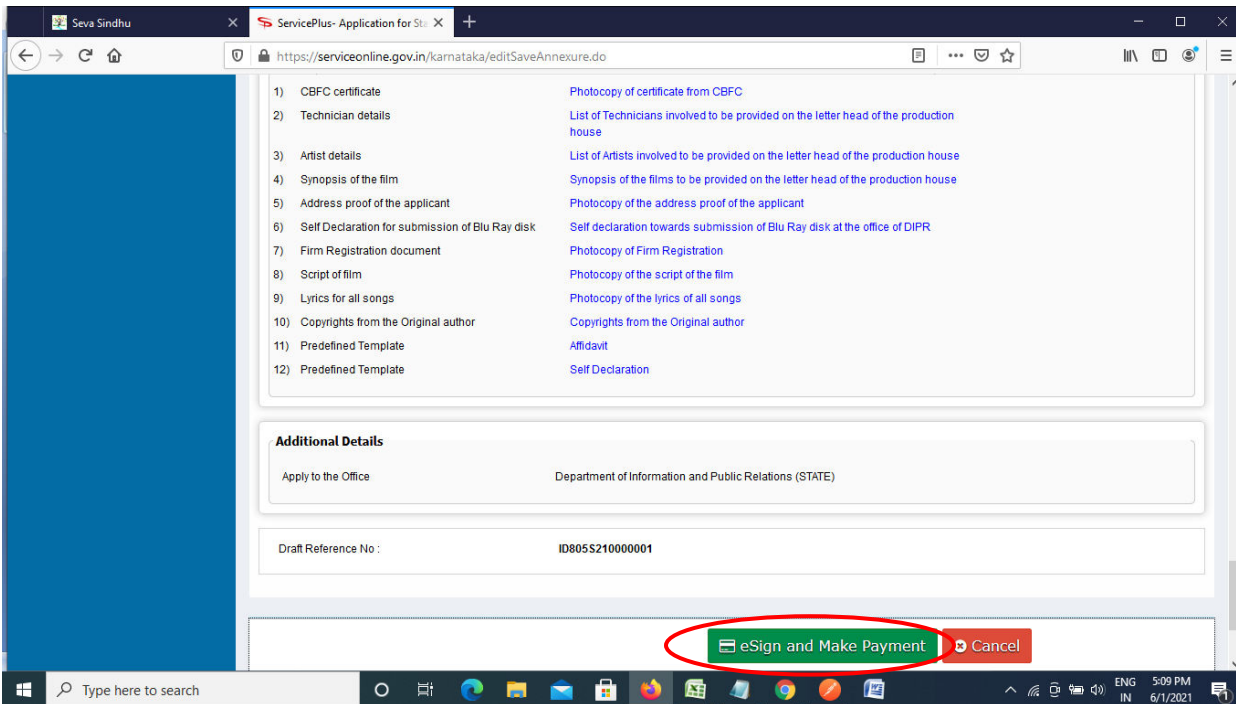 Seva Sindhu
ServicePlus- Application for Sta
https://serviceonline.gov.in/karnataka/editSaveAnnexure.do
1) CBFC certificate Photocopy of certificate from CBFC
2) Technician details List of Technicians involved to be provided on the letter head of the production
house
3) Artist details List of Artists involved to be provided on the letter head of the production house
4) Synopsis of the film Synopsis of the films to be provided on the letter head of the production house
5) Address proof of the applicant Photocopy of the address proof of the applicant
6) Self Declaration for submission of Blu Ray disk Self declaration towards submission of Blu Ray disk at the office of DIPR
7) Firm Registration document Photocopy of Firm Registration
8) Script of film Photocopy of the script of the film
9) Lyrics for all songs Photocopy of the lyrics of all songs
10) Copyrights from the Original author Copyrights from the Original author
11) Predefined Template Affidavit
12) Predefined Template Self Declaration
Additional Details
Apply to the Office Department of Information and Public Relations (STATE)
Draft Reference No : ID805S210000001
eSign and Make Payment Cancel
Type here to search
ENG 5:09 PM
IN 6/1/2021